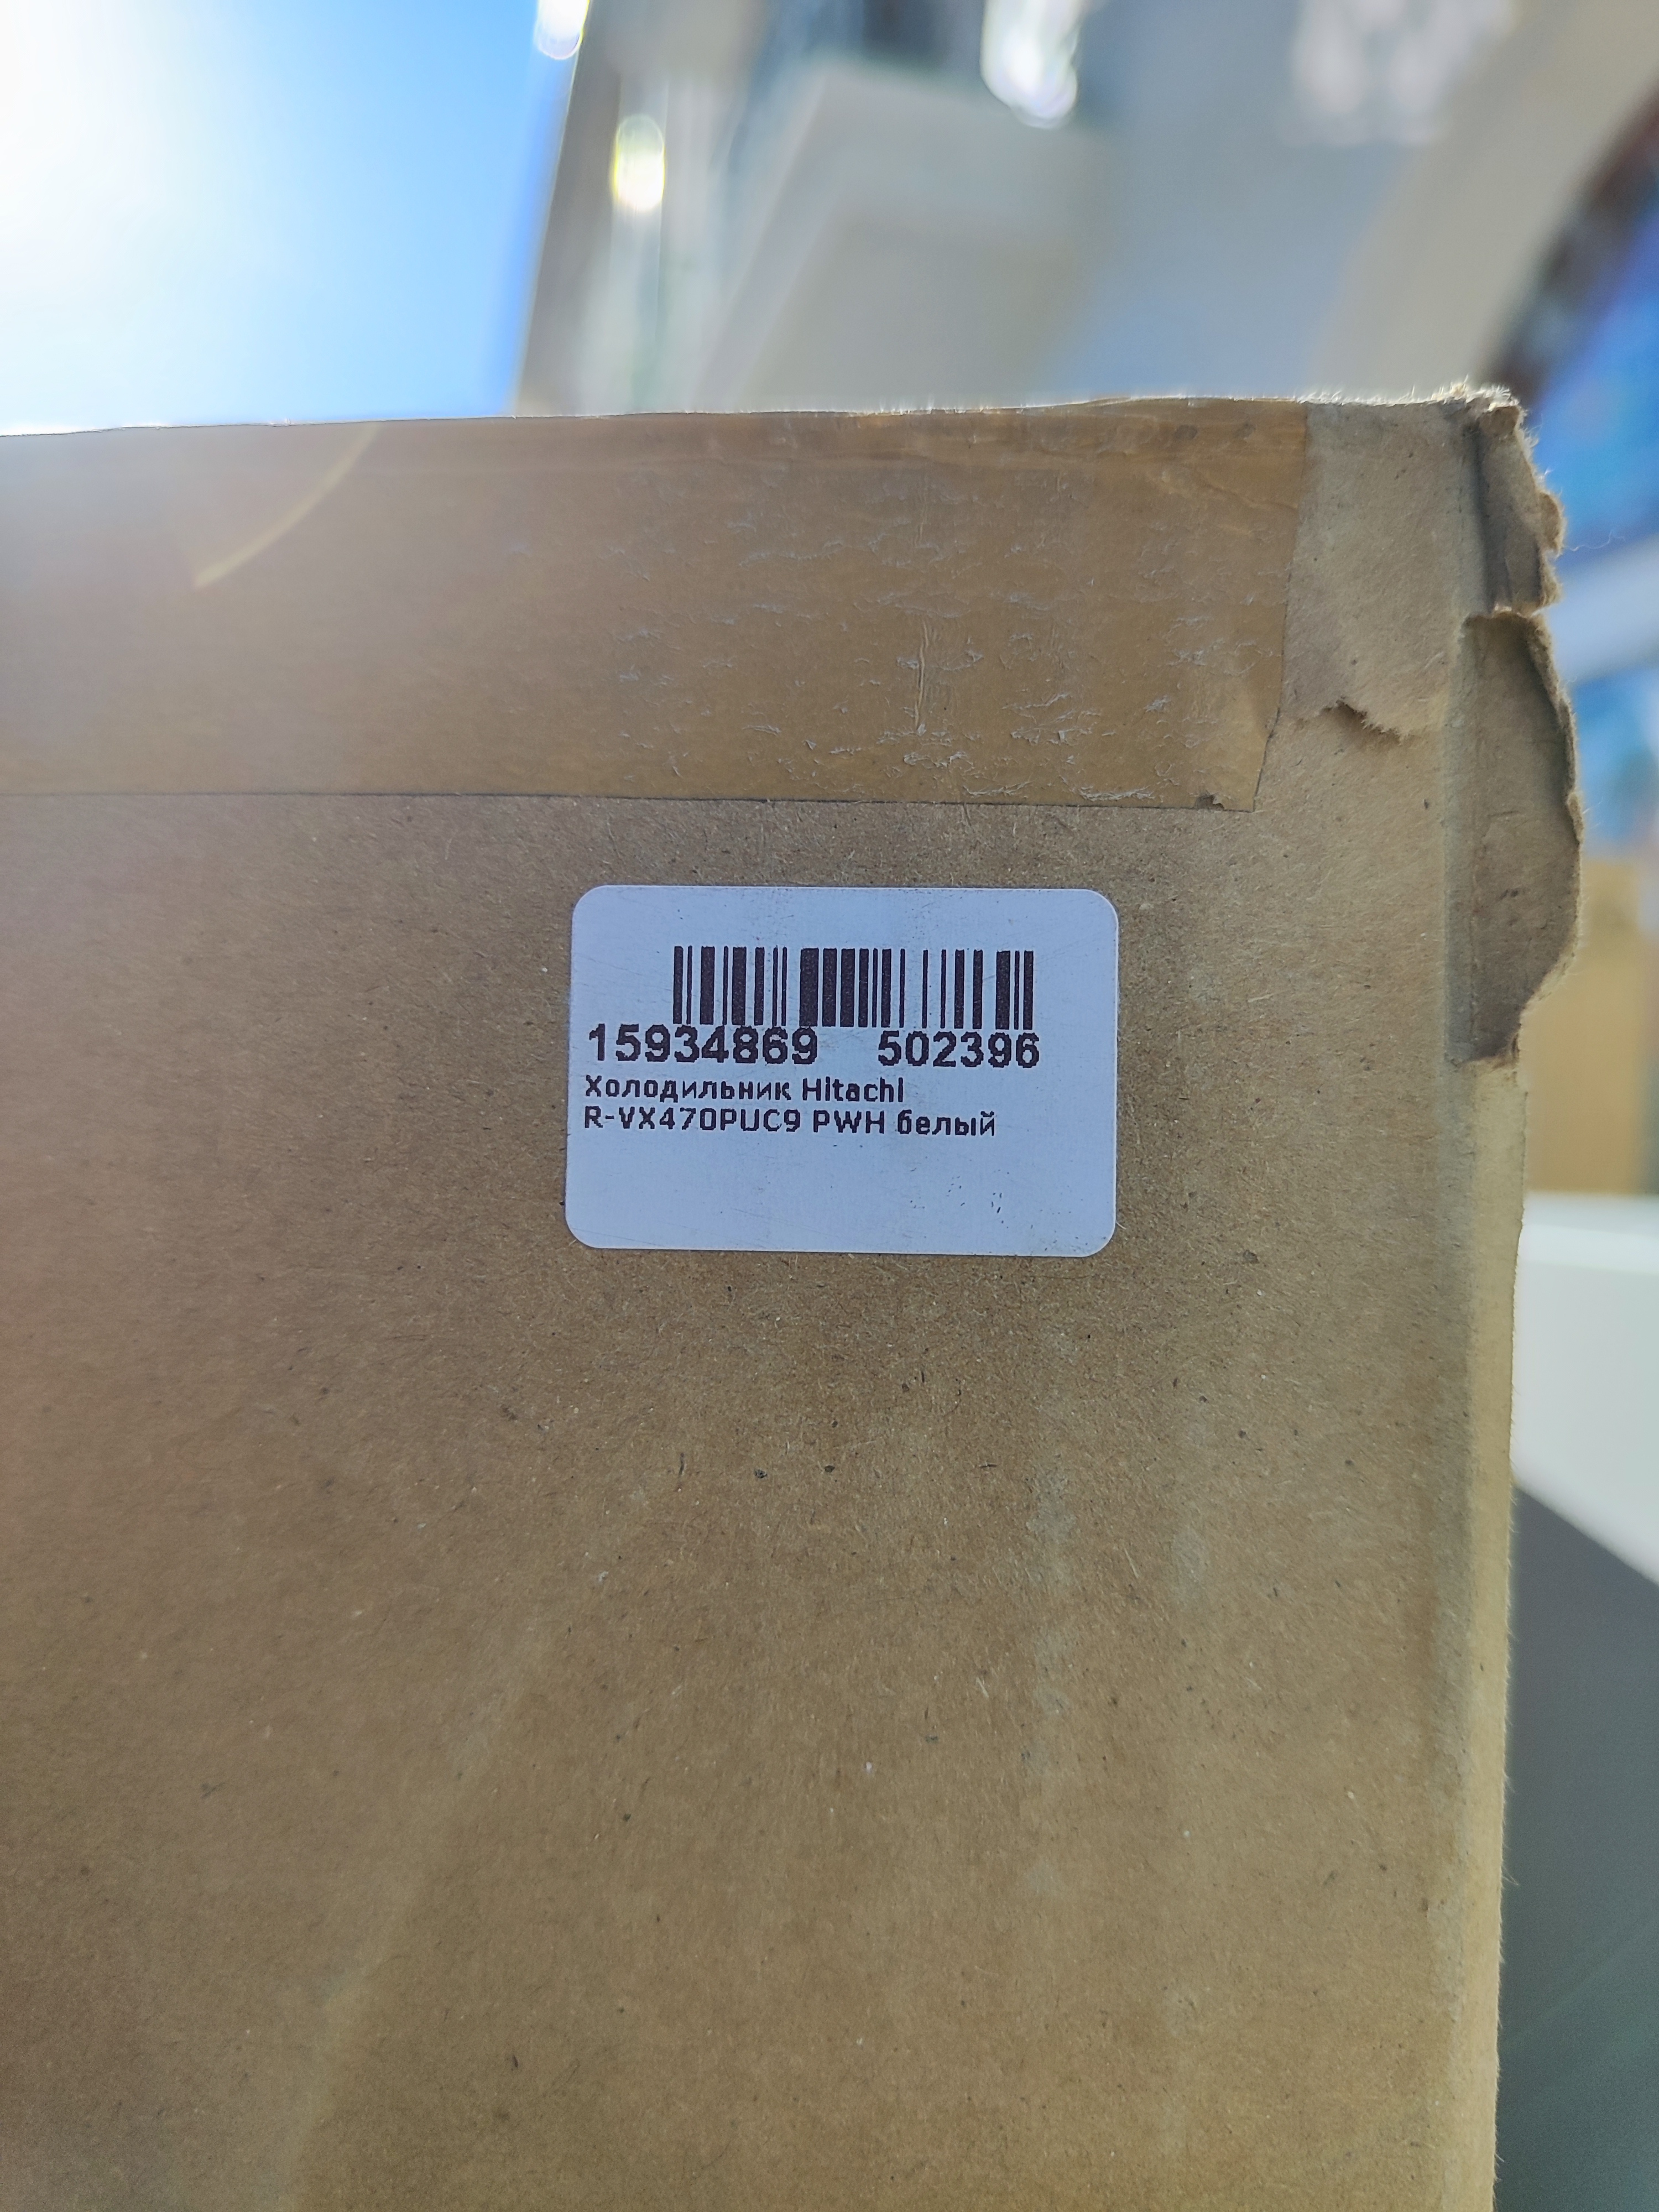 15934869 502396
Холодильник Hitachi
R-VX470PUC9 PWH белый